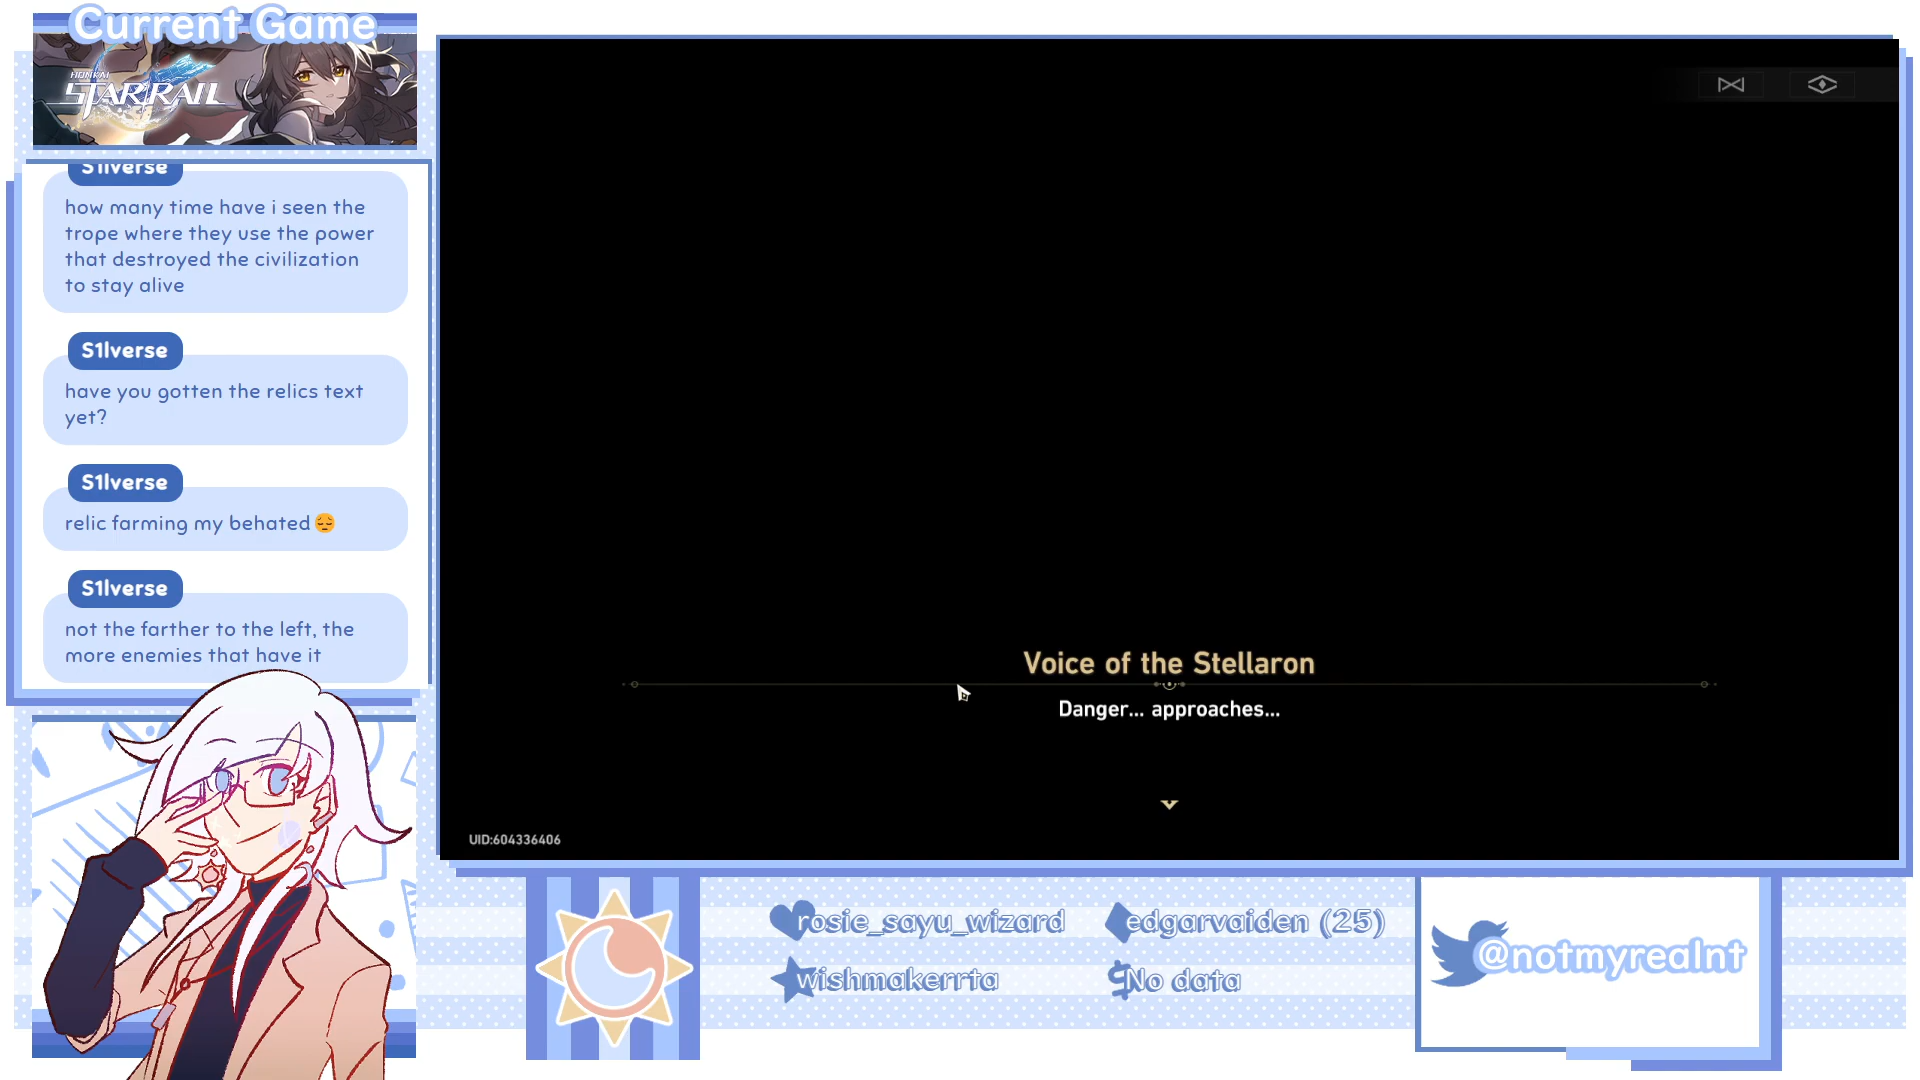 Current Game
HONKAI
STAR RAIL
S1lverse
how many time have i seen the
trope where they use the power
that destroyed the civilization
to stay alive
S1lverse
have you gotten the relics text
yet?
S1lverse
relic farming my behated😔
S1lverse
not the farther to the left, the
more enemies that have it
Voice of the Stellaron
Danger... approaches...
UID:604336406
rosie_sayu_wizard
edgarvaiden (25)
wishmakerrta
$No data
@notmyrealnt